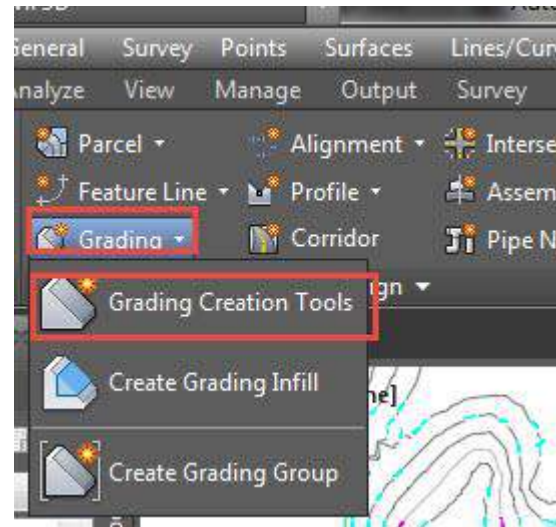 General Survey Points Surfaces Lines/Cur
Analyze View Manage Output Survey
Parcel Alignment Interse
Feature Line Profile Assem
Grading Corridor Pipe N
Grading Creation Tools
Create Grading Infill
Create Grading Group